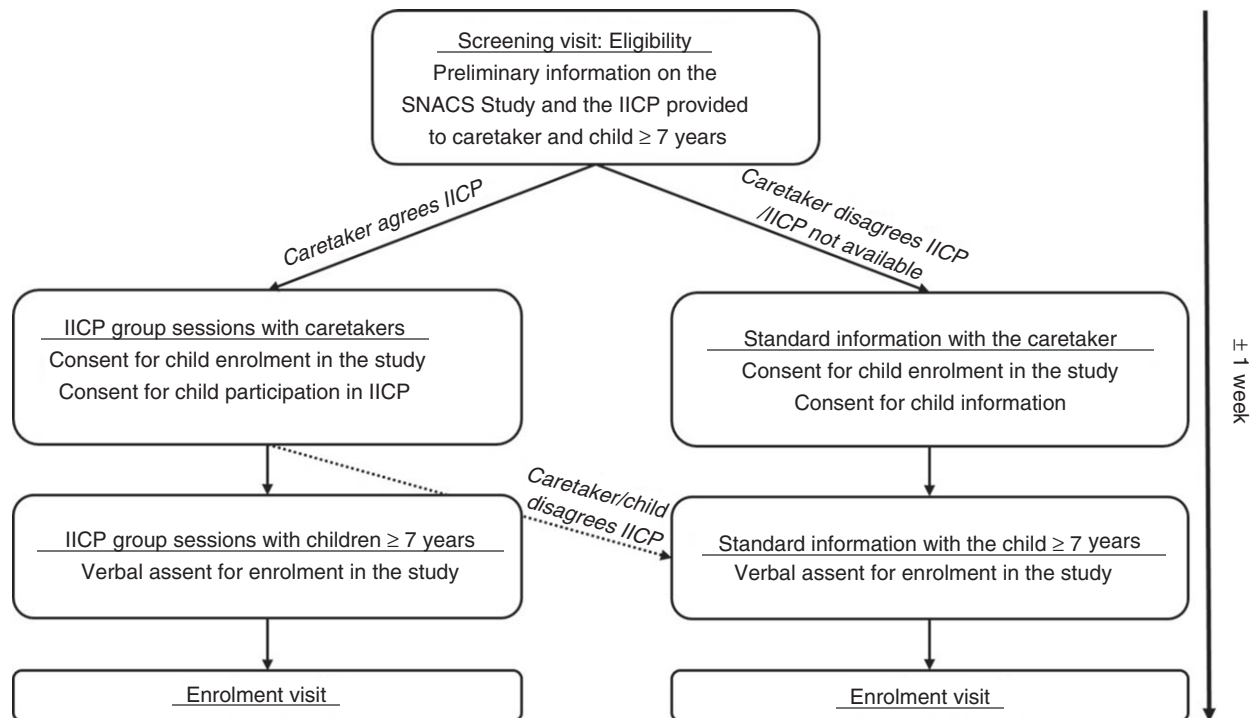 Screening visit: Eligibility
Preliminary information on the
SNACS Study and the IICP provided
to caretaker and child ≥ 7 years
Caretaker agrees IICP
Caretaker disagrees IICP
/IICP not available
IICP group sessions with caretakers
Consent for child enrolment in the study
Consent for child participation in IICP
Standard information with the caretaker
Consent for child enrolment in the study
Consent for child information
± 1 week
Caretaker/child
disagrees IICP
IICP group sessions with children ≥ 7 years
Verbal assent for enrolment in the study
Standard information with the child ≥ 7 years
Verbal assent for enrolment in the study
Enrolment visit
Enrolment visit